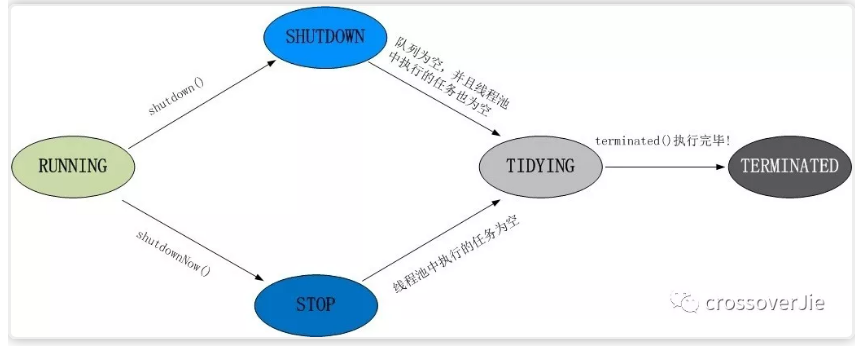 SHUTDOWN
队列为空，并且线程池
中执行的任务也为空
shutdown()
RUNNING
TIDYING
terminated()执行完毕!
TERMINATED
shutdownNow()
线程池中执行的任务为空
STOP
crossoverJie